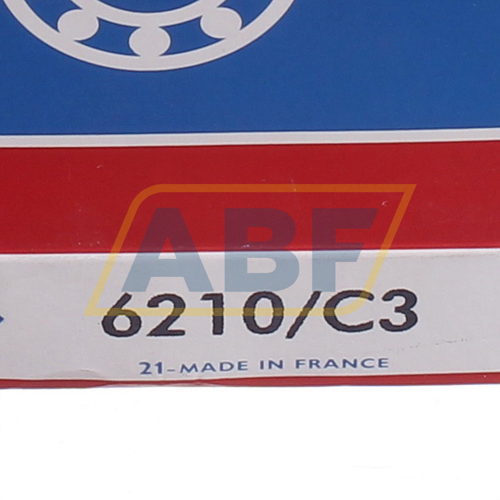 ABF
6210/C3
21-MADE IN FRANCE